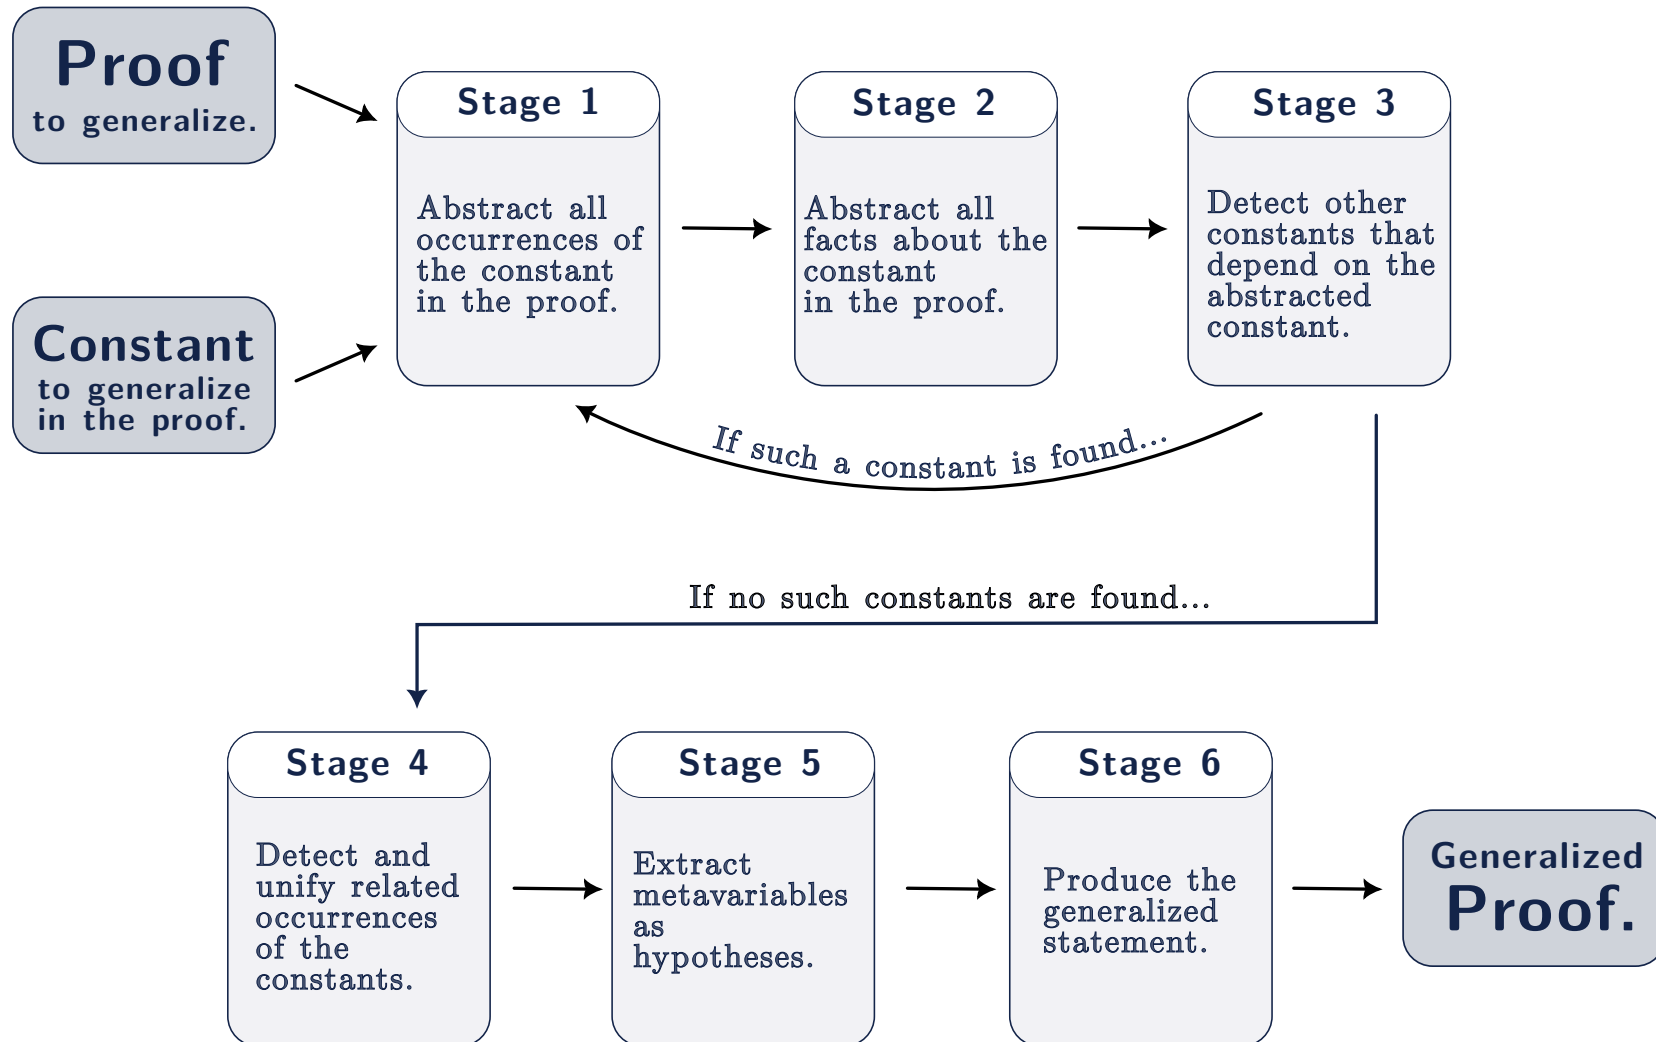 Proof
to generalize.
Constant
to generalize
in the proof.
Stage 1
Abstract all
occurrences of
the constant
in the proof.
Stage 2
Abstract all
facts about the
constant
in the proof.
Stage 3
Detect other
constants that
depend on the
abstracted
constant.
If such a constant is found...
If no such constants are found...
Stage 4
Detect and
unify related
occurrences
of the
constants.
Stage 5
Extract
metavariables
as
hypotheses.
Stage 6
Produce the
generalized
statement.
Generalized
Proof.